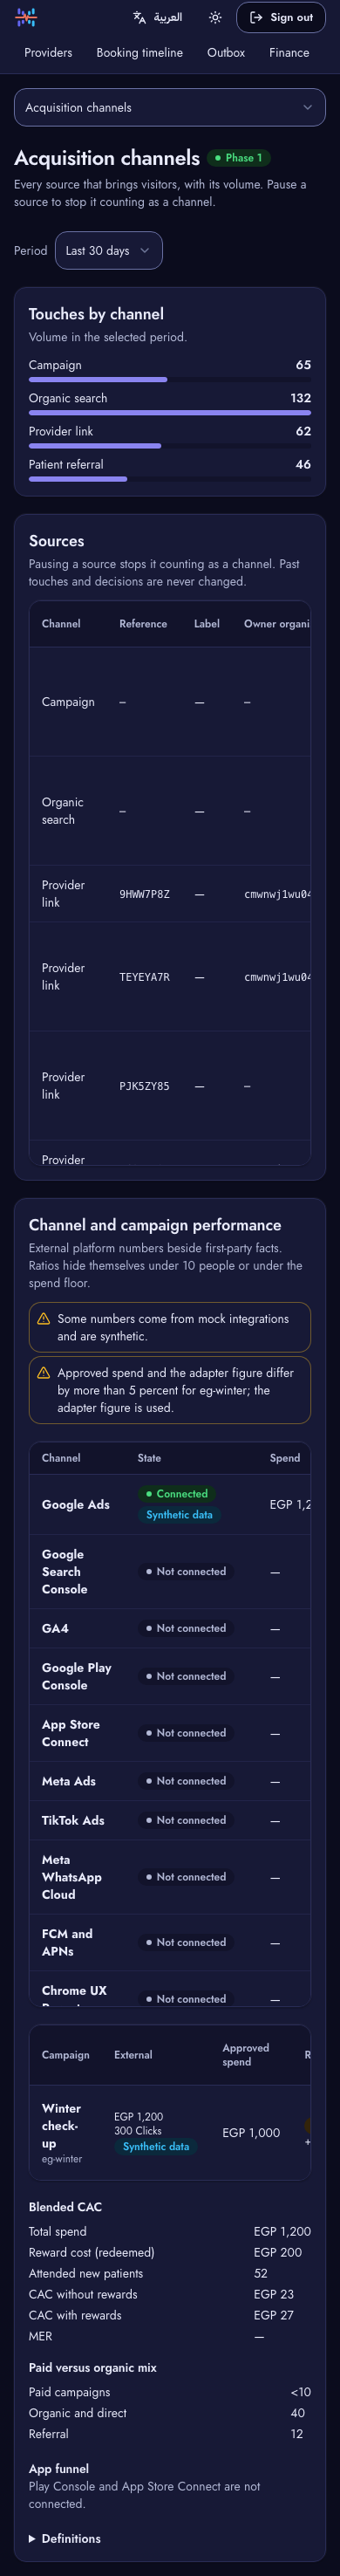 العربية
Sign out
Providers
Booking timeline
Outbox
Finance
Acquisition channels
Acquisition channels
Phase 1
Every source that brings visitors, with its volume. Pause a
source to stop it counting as a channel.
Period
Last 30 days
Touches by channel
Volume in the selected period.
Campaign 65
Organic search 132
Provider link 62
Patient referral 46
Sources
Pausing a source stops it counting as a channel. Past
touches and decisions are never changed.
Channel Reference Label Owner organi
Campaign – — –
Organic
search
– — –
Provider
link
9HWW7P8Z — cmwnwj1wu04
Provider
link
TEYEYA7R — cmwnwj1wu04
Provider
link
PJK5ZY85 — –
Provider
Channel and campaign performance
External platform numbers beside first-party facts.
Ratios hide themselves under 10 people or under the
spend floor.
Some numbers come from mock integrations
and are synthetic.
Approved spend and the adapter figure differ
by more than 5 percent for eg-winter; the
adapter figure is used.
Channel State Spend
Google Ads
Connected
Synthetic data
EGP 1,2
Google
Search
Console
Not connected —
GA4 Not connected —
Google Play
Console
Not connected —
App Store
Connect
Not connected —
Meta Ads Not connected —
TikTok Ads Not connected —
Meta
WhatsApp
Cloud
Not connected —
FCM and
APNs
Not connected —
Chrome UX
Not connected —
Campaign External
Approved
spend
R
Winter
check-
up
eg-winter
EGP 1,200
300 Clicks
Synthetic data
EGP 1,000
+
Blended CAC
Total spend EGP 1,200
Reward cost (redeemed) EGP 200
Attended new patients 52
CAC without rewards EGP 23
CAC with rewards EGP 27
MER —
Paid versus organic mix
Paid campaigns <10
Organic and direct 40
Referral 12
App funnel
Play Console and App Store Connect are not
connected.
Definitions